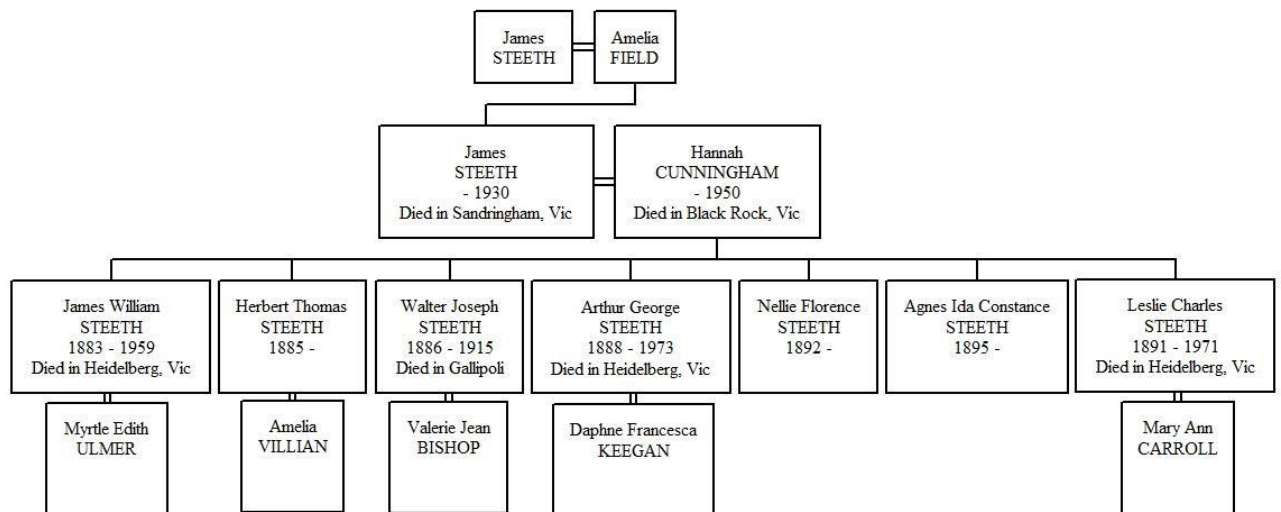 James
STEETH
Amelia
FIELD
James
STEETH
- 1930
Died in Sandringham, Vic
Hannah
CUNNINGHAM
- 1950
Died in Black Rock, Vic
James William
STEETH
1883 - 1959
Died in Heidelberg, Vic
Herbert Thomas
STEETH
1885 -
Walter Joseph
STEETH
1886 - 1915
Died in Gallipoli
Arthur George
STEETH
1888 - 1973
Died in Heidelberg, Vic
Nellie Florence
STEETH
1892 -
Agnes Ida Constance
STEETH
1895 -
Leslie Charles
STEETH
1891 - 1971
Died in Heidelberg, Vic
Myrtle Edith
ULMER
Amelia
VILLIAN
Valerie Jean
BISHOP
Daphne Francesca
KEEGAN
Mary Ann
CARROLL